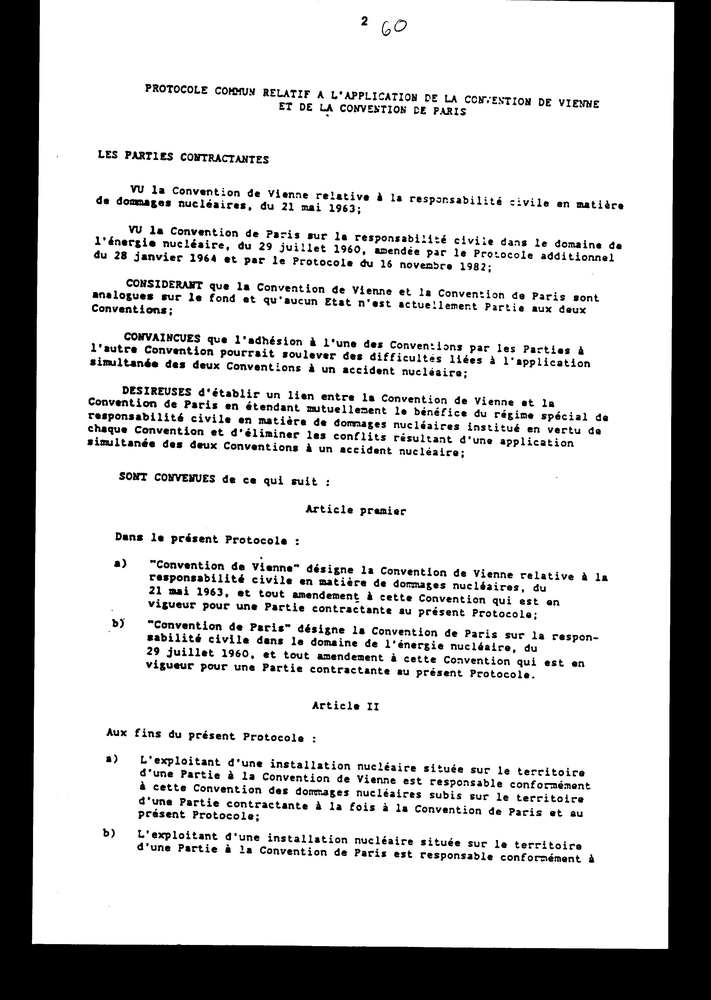 2 60
PROTOCOLE COMMUN RELATIF A L'APPLICATION DE LA CONVENTION DE VIENNE
ET DE LA CONVENTION DE PARIS
LES PARTIES CONTRACTANTES
VU la Convention de Vienne relative à la responsabilité civile en matière
de dommages nucléaires, du 21 mai 1963;
VU la Convention de Paris sur la responsabilité civile dans le domaine de
l'énergie nucléaire, du 29 juillet 1960, amendée par le Protocole additionnel
du 28 janvier 1964 et par le Protocole du 16 novembre 1982;
CONSIDERANT que la Convention de Vienne et la Convention de Paris sont
analogues sur le fond et qu'aucun Etat n'est actuellement Partie aux deux
Conventions;
CONVAINCUES que l'adhésion à l'une des Conventions par les Parties à
l'autre Convention pourrait soulever des difficultés liées à l'application
simultanée des deux Conventions à un accident nucléaire;
DESIREUSES d'établir un lien entre la Convention de Vienne et la
Convention de Paris en étendant mutuellement le bénéfice du régime spécial de
responsabilité civile en matière de dommages nucléaires institué en vertu de
chaque Convention et d'éliminer les conflits résultant d'une application
simultanée des deux Conventions à un accident nucléaire;
SONT CONVENUES de ce qui suit :
Article premier
Dans le présent Protocole :
a) "Convention de Vienne" désigne la Convention de Vienne relative à la
responsabilité civile en matière de dommages nucléaires, du
21 mai 1963, et tout amendement à cette Convention qui est en
vigueur pour une Partie contractante au présent Protocole;
b) "Convention de Paris" désigne la Convention de Paris sur la respon-
sabilité civile dans le domaine de l'énergie nucléaire, du
29 juillet 1960, et tout amendement à cette Convention qui est en
vigueur pour une Partie contractante au présent Protocole.
Article II
Aux fins du présent Protocole :
a) L'exploitant d'une installation nucléaire située sur le territoire
d'une Partie à la Convention de Vienne est responsable conformément
à cette Convention des dommages nucléaires subis sur le territoire
d'une Partie contractante à la fois à la Convention de Paris et au
présent Protocole;
b) L'exploitant d'une installation nucléaire située sur le territoire
d'une Partie à la Convention de Paris est responsable conformément à